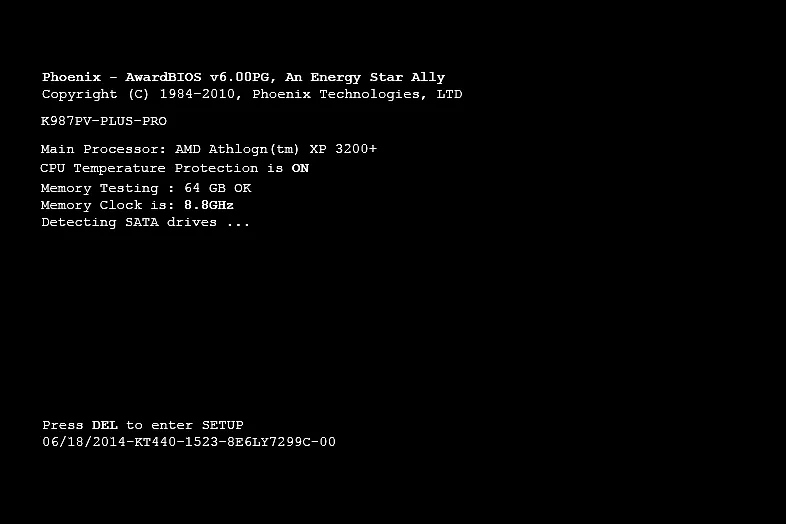 Phoenix - AwardBIOS v6.00PG, An Energy Star Ally
Copyright (C) 1984-2010, Phoenix Technologies, LTD
K987PV-PLUS-PRO
Main Processor: AMD Athlogn(tm) XP 3200+
CPU Temperature Protection is ON
Memory Testing : 64 GB OK
Memory Clock is: 8.8GHz
Detecting SATA drives ...
Press DEL to enter SETUP
06/18/2014-KT440-1523-8E6LY7299C-00